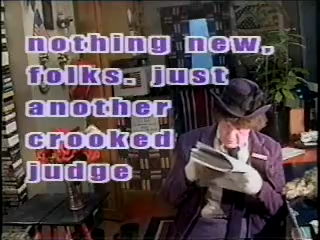 nothing new,
folks. just
another
crooked
judge